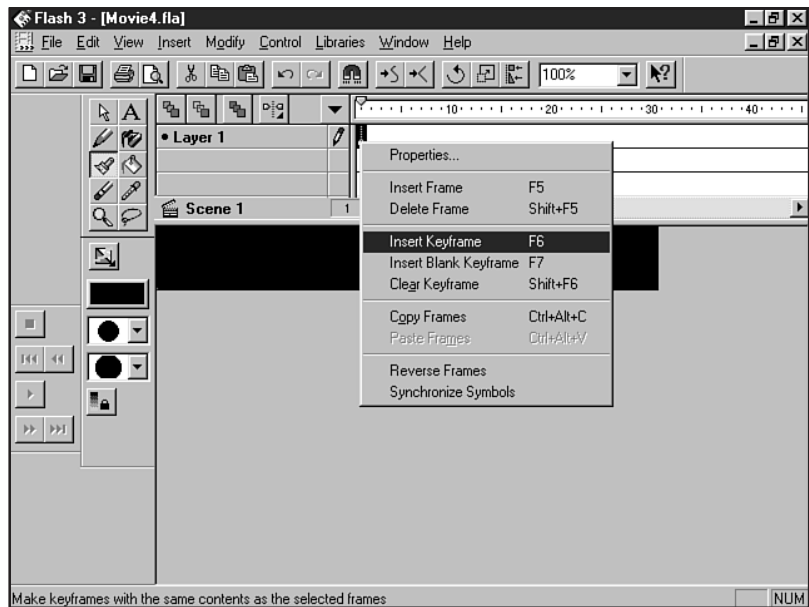 Flash 3 - [Movie4.fla]
File Edit View Insert Modify Control Libraries Window Help
100%
A
10 20 30 40
Layer 1
Scene 1
1
Properties...
Insert Frame F5
Delete Frame Shift+F5
Insert Keyframe F6
Insert Blank Keyframe F7
Clear Keyframe Shift+F6
Copy Frames Ctrl+Alt+C
Paste Frames Ctrl+Alt+V
Reverse Frames
Synchronize Symbols
Make keyframes with the same contents as the selected frames
NUM